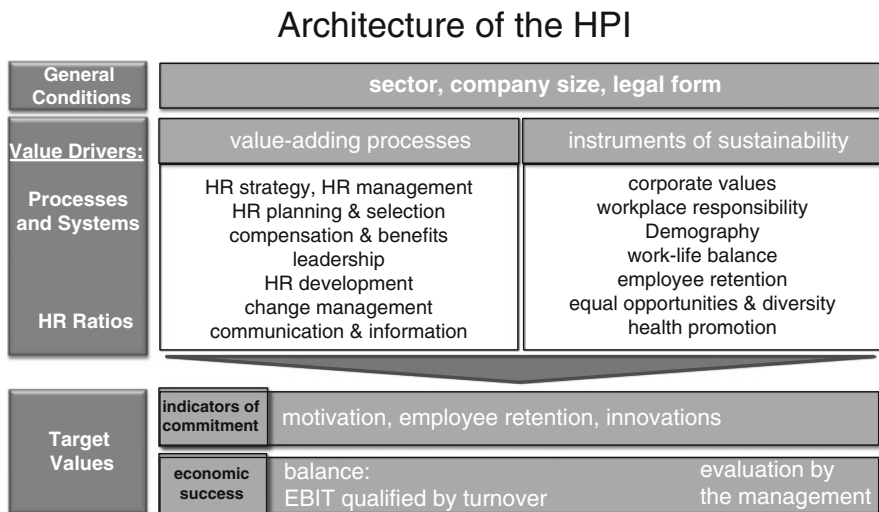 Architecture of the HPI
General
Conditions
sector, company size, legal form
Value Drivers:
Processes
and Systems
HR Ratios
value-adding processes
HR strategy, HR management
HR planning & selection
compensation & benefits
leadership
HR development
change management
communication & information
instruments of sustainability
corporate values
workplace responsibility
Demography
work-life balance
employee retention
equal opportunities & diversity
health promotion
Target
Values
indicators of
commitment
motivation, employee retention, innovations
economic
success
balance:
EBIT qualified by turnover
evaluation by
the management